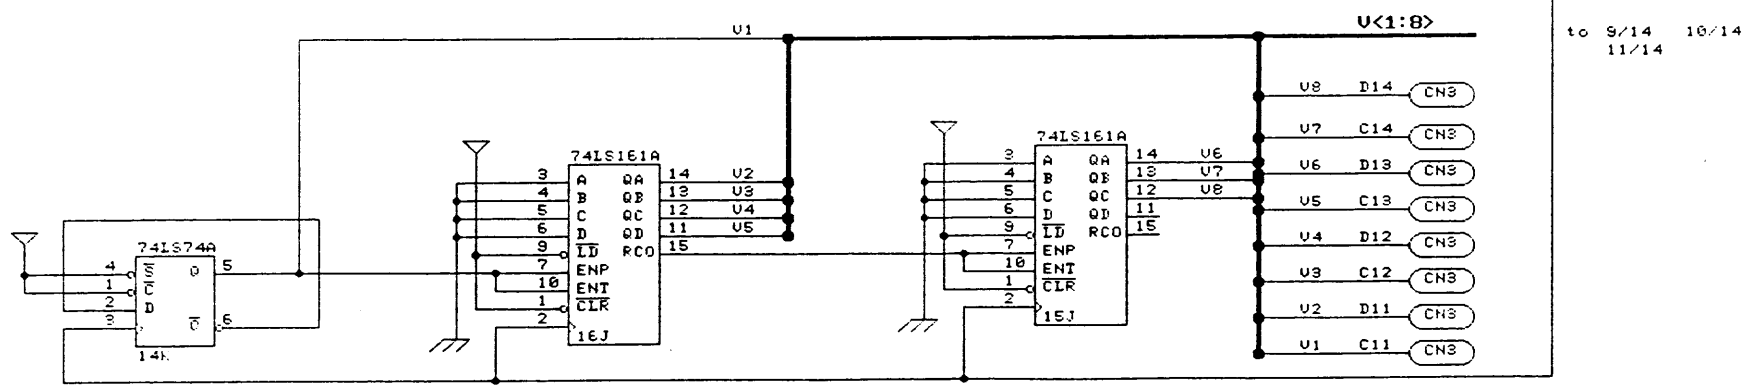 V<1:8>
to 9/14 10/14
11/14
V1
V8 D14 CN3
V7 C14 CN3
V6 D13 CN3
V5 C13 CN3
V4 D12 CN3
V3 C12 CN3
V2 D11 CN3
V1 C11 CN3
74LS161A
3 A QA 14 V6
4 B QB 13 V7
5 C QC 12 V8
6 D QD 11
9 LD RCO 15
7 ENP
10 ENT
1 CLR
2
15J
74LS161A
3 A QA 14 V2
4 B QB 13 V3
5 C QC 12 V4
6 D QD 11 V5
9 LD RCO 15
7 ENP
10 ENT
1 CLR
2
16J
74LS74A
4 S Q 5
1 C
2 D
3 Q 6